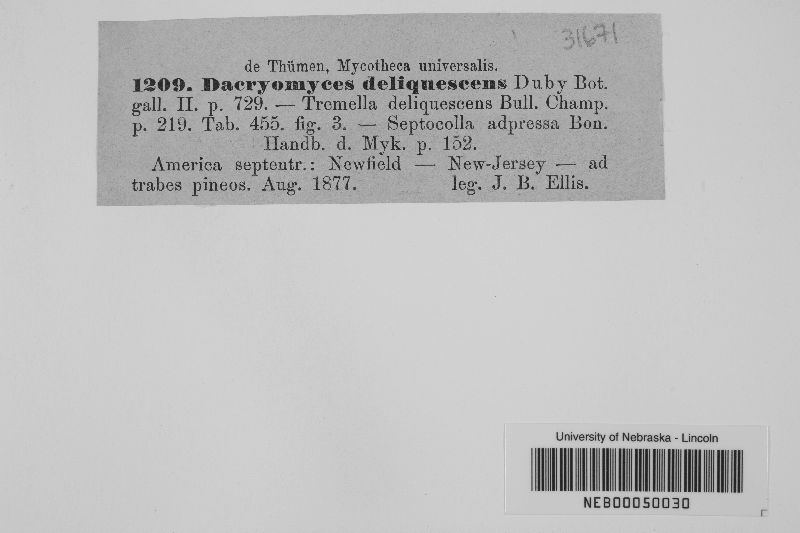 31671
de Thümen, Mycotheca universalis.
1209. Dacryomyces deliquescens Duby Bot.
gall. II. p. 729. — Tremella deliquescens Bull. Champ.
p. 219. Tab. 455. fig. 3. — Septocolla adpressa Bon.
Handb. d. Myk. p. 152.
America septentr.: Newfield — New-Jersey — ad
trabes pineos. Aug. 1877. leg. J. B. Ellis.
University of Nebraska - Lincoln
NEB00050030